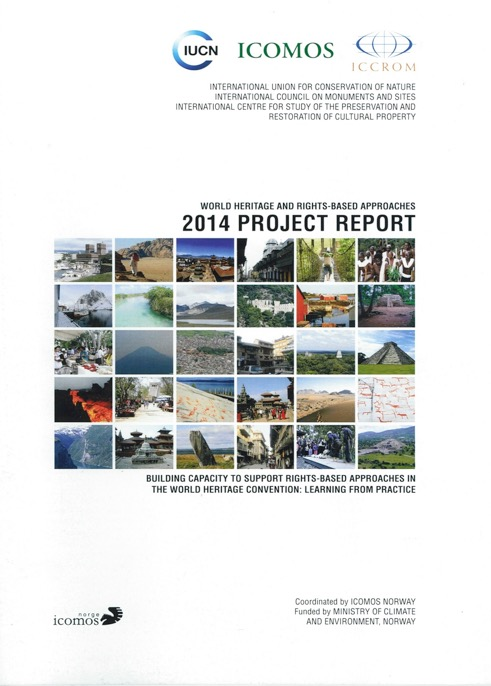 IUCN
ICOMOS
ICCROM
INTERNATIONAL UNION FOR CONSERVATION OF NATURE
INTERNATIONAL COUNCIL ON MONUMENTS AND SITES
INTERNATIONAL CENTRE FOR STUDY OF THE PRESERVATION AND
RESTORATION OF CULTURAL PROPERTY
WORLD HERITAGE AND RIGHTS-BASED APPROACHES
2014 PROJECT REPORT
BUILDING CAPACITY TO SUPPORT RIGHTS-BASED APPROACHES IN
THE WORLD HERITAGE CONVENTION: LEARNING FROM PRACTICE
norge
icomos
Coordinated by ICOMOS NORWAY
Funded by MINISTRY OF CLIMATE
AND ENVIRONMENT, NORWAY